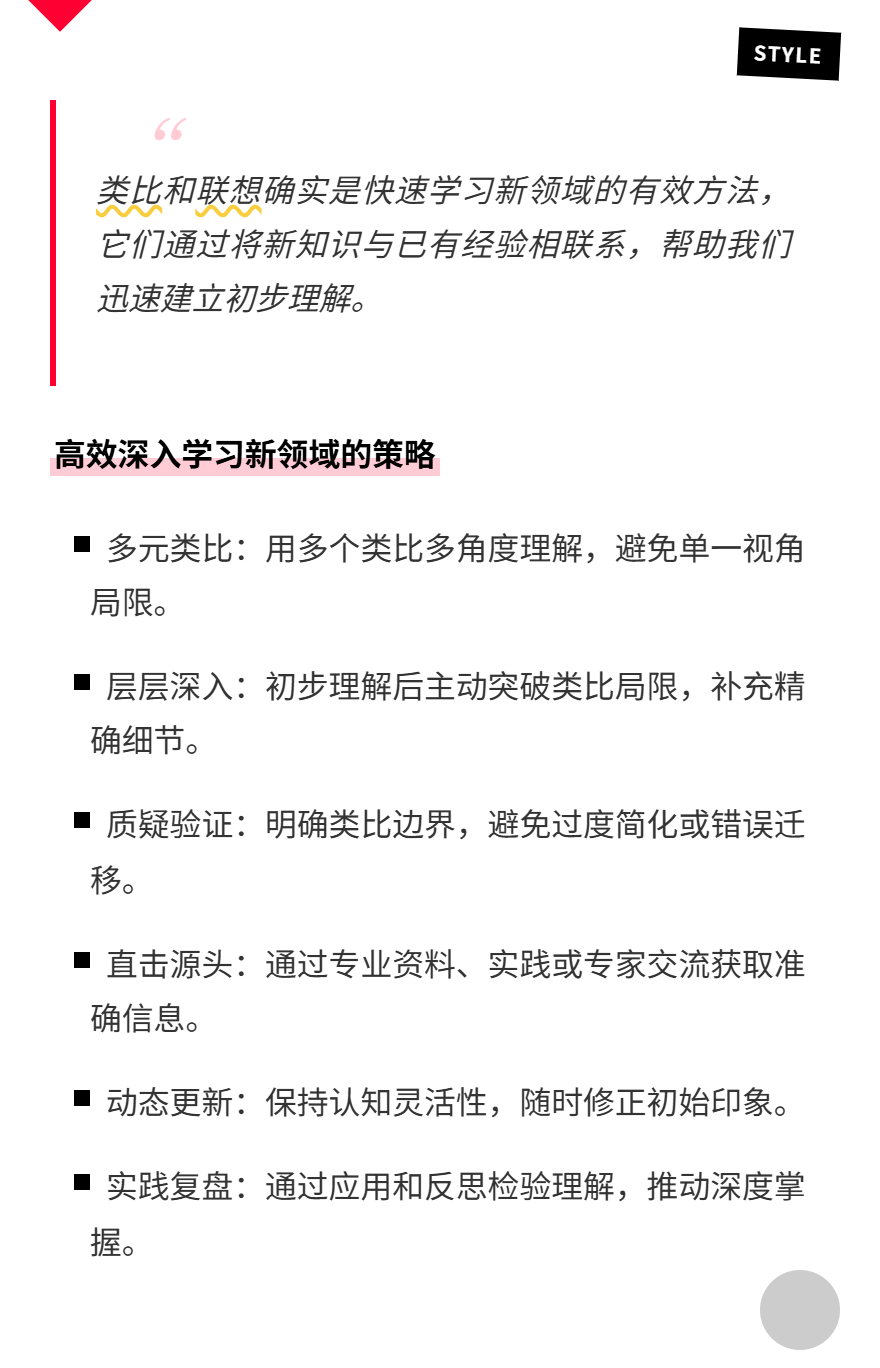 STYLE
“
类比和联想确实是快速学习新领域的有效方法，
它们通过将新知识与已有经验相联系，帮助我们
迅速建立初步理解。
高效深入学习新领域的策略
多元类比：用多个类比多角度理解，避免单一视角
局限。
层层深入：初步理解后主动突破类比局限，补充精
确细节。
质疑验证：明确类比边界，避免过度简化或错误迁
移。
直击源头：通过专业资料、实践或专家交流获取准
确信息。
动态更新：保持认知灵活性，随时修正初始印象。
实践复盘：通过应用和反思检验理解，推动深度掌
握。